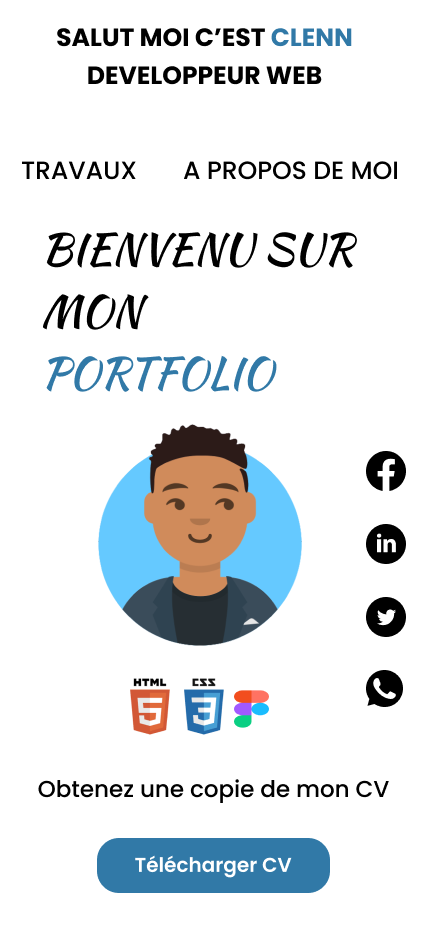 SALUT MOI C’EST CLENN
DEVELOPPEUR WEB
TRAVAUX A PROPOS DE MOI
BIENVENU SUR
MON
PORTFOLIO
in
HTML CSS
5 3
Obtenez une copie de mon CV
Télécharger CV